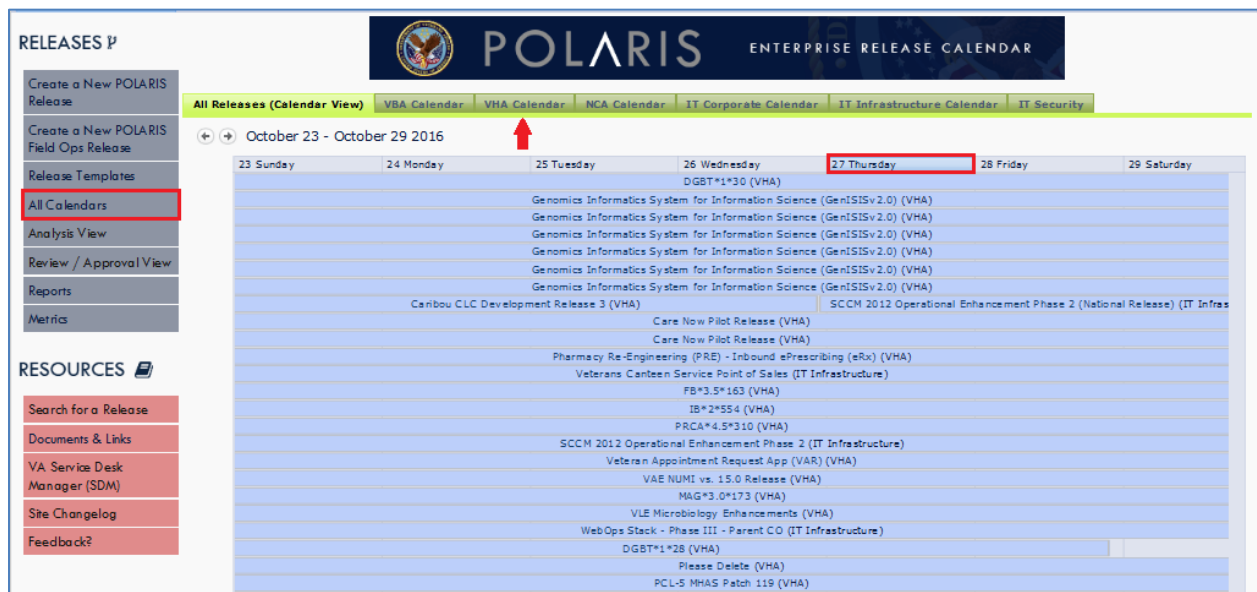 POLARIS ENTERPRISE RELEASE CALENDAR
RELEASES
Create a New POLARIS
Release
Create a New POLARIS
Field Ops Release
Release Templates
All Calendars
Analysis View
Review / Approval View
Reports
Metrics
RESOURCES
Search for a Release
Documents & Links
VA Service Desk
Manager (SDM)
Site Changelog
Feedback?
All Releases (Calendar View) VBA Calendar VHA Calendar NCA Calendar IT Corporate Calendar IT Infrastructure Calendar IT Security
October 23 - October 29 2016
23 Sunday 24 Monday 25 Tuesday 26 Wednesday 27 Thursday 28 Friday 29 Saturday
DGBT*1*30 (VHA)
Genomics Informatics System for Information Science (GenISISv2.0) (VHA)
Genomics Informatics System for Information Science (GenISISv2.0) (VHA)
Genomics Informatics System for Information Science (GenISISv2.0) (VHA)
Genomics Informatics System for Information Science (GenISISv2.0) (VHA)
Genomics Informatics System for Information Science (GenISISv2.0) (VHA)
Genomics Informatics System for Information Science (GenISISv2.0) (VHA)
Caribou CLC Development Release 3 (VHA) SCCM 2012 Operational Enhancement Phase 2 (National Release) (IT Infras
Care Now Pilot Release (VHA)
Care Now Pilot Release (VHA)
Pharmacy Re-Engineering (PRE) - Inbound ePrescribing (eRx) (VHA)
Veterans Canteen Service Point of Sales (IT Infrastructure)
FB*3.5*163 (VHA)
IB*2*554 (VHA)
PRCA*4.5*310 (VHA)
SCCM 2012 Operational Enhancement Phase 2 (IT Infrastructure)
Veteran Appointment Request App (VAR) (VHA)
VAE NUMI vs. 15.0 Release (VHA)
MAG*3.0*173 (VHA)
VLE Microbiology Enhancements (VHA)
WebOps Stack - Phase III - Parent CO (IT Infrastructure)
DGBT*1*28 (VHA)
Please Delete (VHA)
PCL-5 MHAS Patch 119 (VHA)